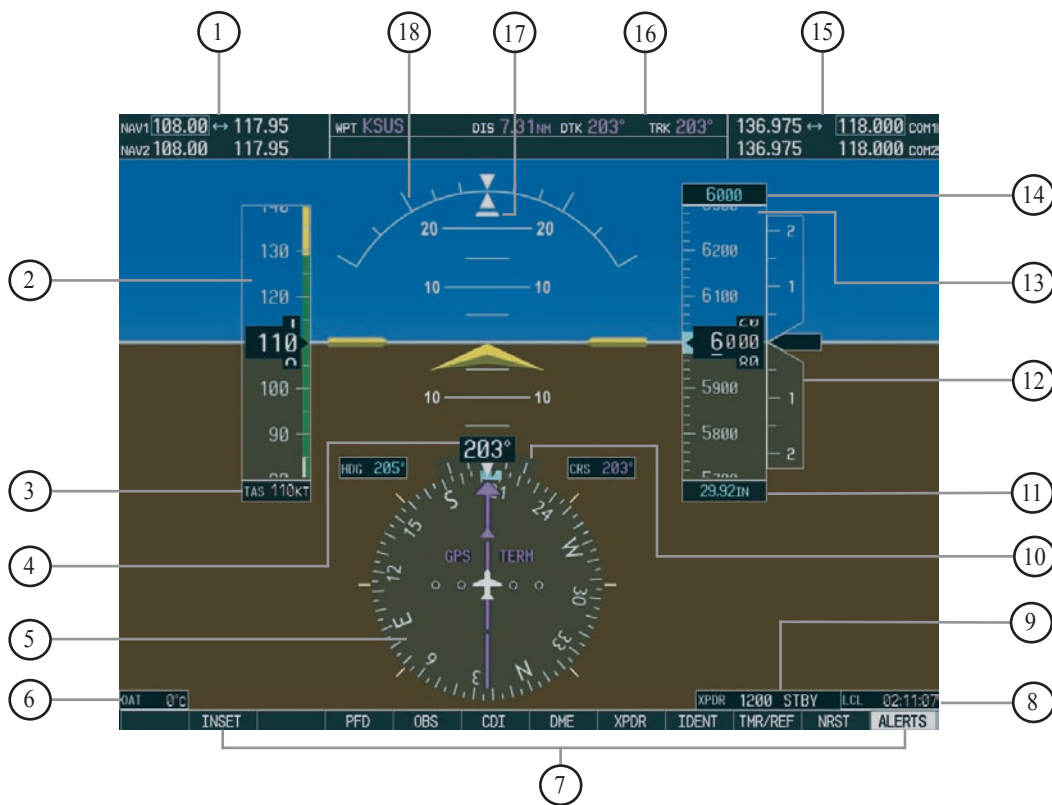 1 18 17 16 15
NAV1 108.00 ↔ 117.95 WPT KSUS DIS 7.31NM DTK 203° TRK 203° 136.975 ↔ 118.000 COM1
NAV2 108.00 117.95 136.975 118.000 COM2
6000 14
20 20
130 6200 2
2 13
120 10 10 6100 1
1 20
110 6000
0 80
100 5900 12
10 10 1
90 5800
203° 2
4 HDG 205° CRS 203°
3 TAS 110KT 29.92IN 11
S 21 24 W 30 33 N 3 6 E 12 15
GPS TERM
10
5
9
6 OAT 0°C XPDR 1200 STBY LCL 02:11:07 8
INSET PFD OBS CDI DME XPDR IDENT TMR/REF NRST ALERTS
7